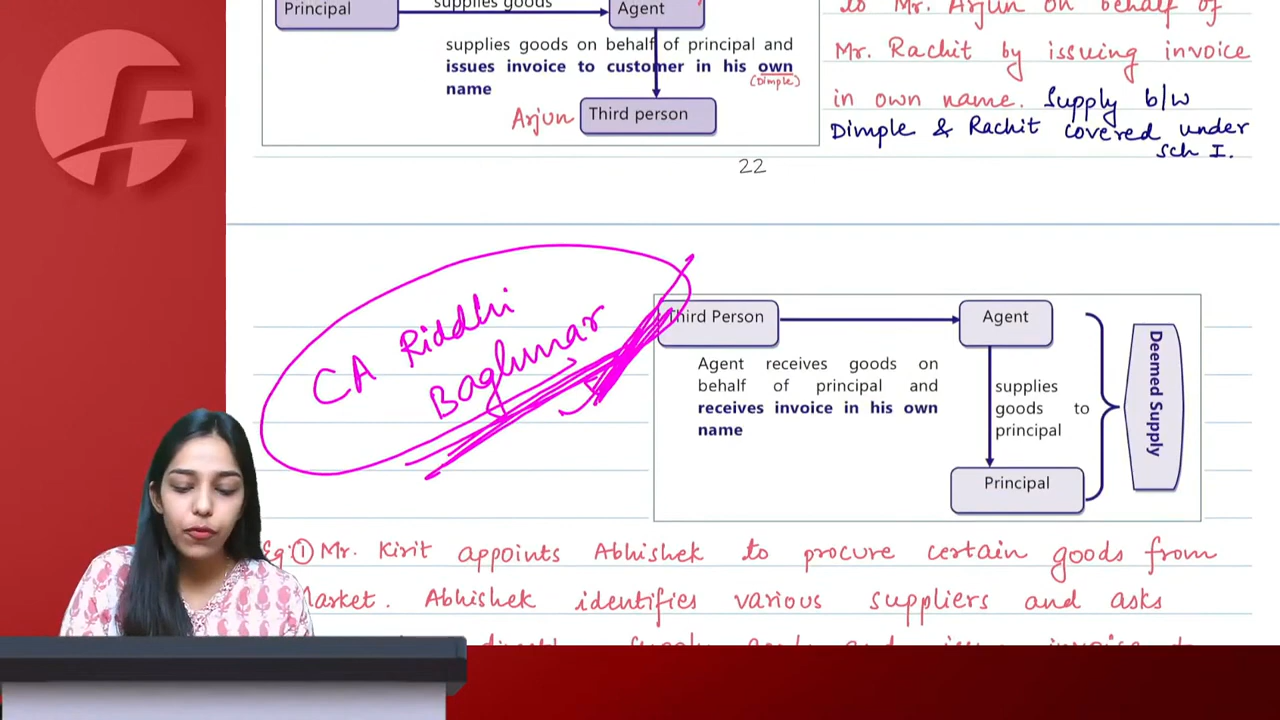 Principal
supplies goods
Agent
supplies goods on behalf of principal and
issues invoice to customer in his own
name
(Dimple)
Arjun
Third person
to Mr. Arjun on behalf of
Mr. Rachit by issuing invoice
in own name. Supply b/w
Dimple & Rachit covered under
sch I.
22
CA Riddhi
Baghmar
Third Person
Agent
Agent receives goods on
behalf of principal and
receives invoice in his own
name
supplies
goods to
principal
Principal
Deemed Supply
Eg:① Mr. Kirit appoints Abhishek to procure certain goods from
Market. Abhishek identifies various suppliers and asks